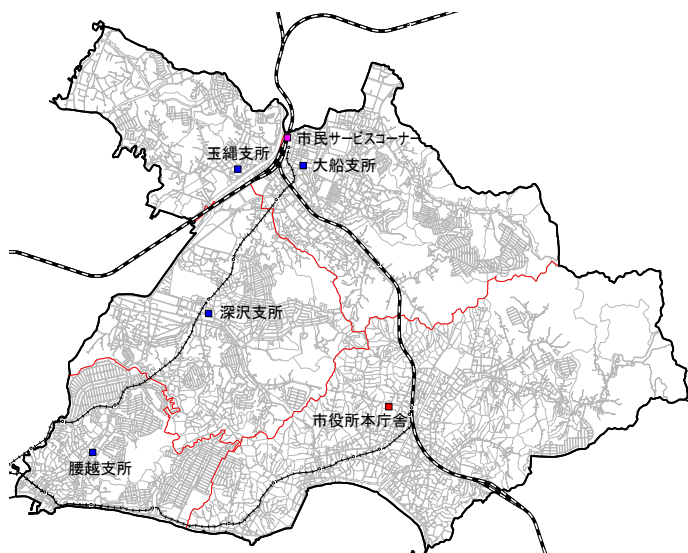 市民サービスコーナー
玉縄支所
大船支所
深沢支所
市役所本庁舎
腰越支所